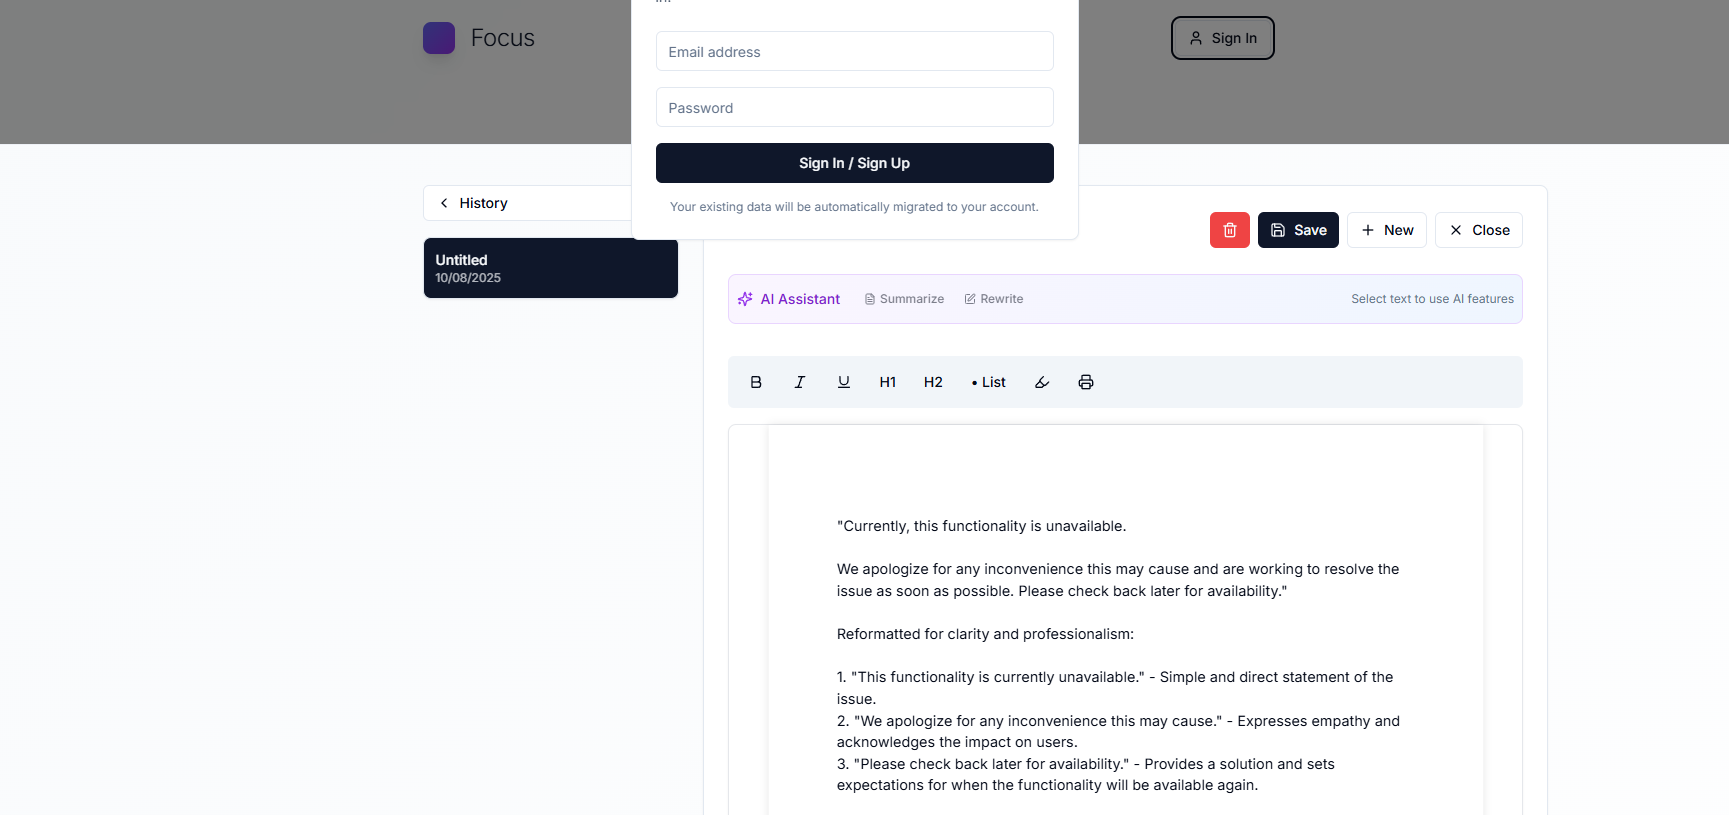 Focus
Sign In
Email address
Password
Sign In / Sign Up
Your existing data will be automatically migrated to your account.
History
Untitled
10/08/2025
Save
New
Close
AI Assistant
Summarize
Rewrite
Select text to use AI features
B I U H1 H2 • List
"Currently, this functionality is unavailable.
We apologize for any inconvenience this may cause and are working to resolve the
issue as soon as possible. Please check back later for availability."
Reformatted for clarity and professionalism:
1. "This functionality is currently unavailable." - Simple and direct statement of the
issue.
2. "We apologize for any inconvenience this may cause." - Expresses empathy and
acknowledges the impact on users.
3. "Please check back later for availability." - Provides a solution and sets
expectations for when the functionality will be available again.